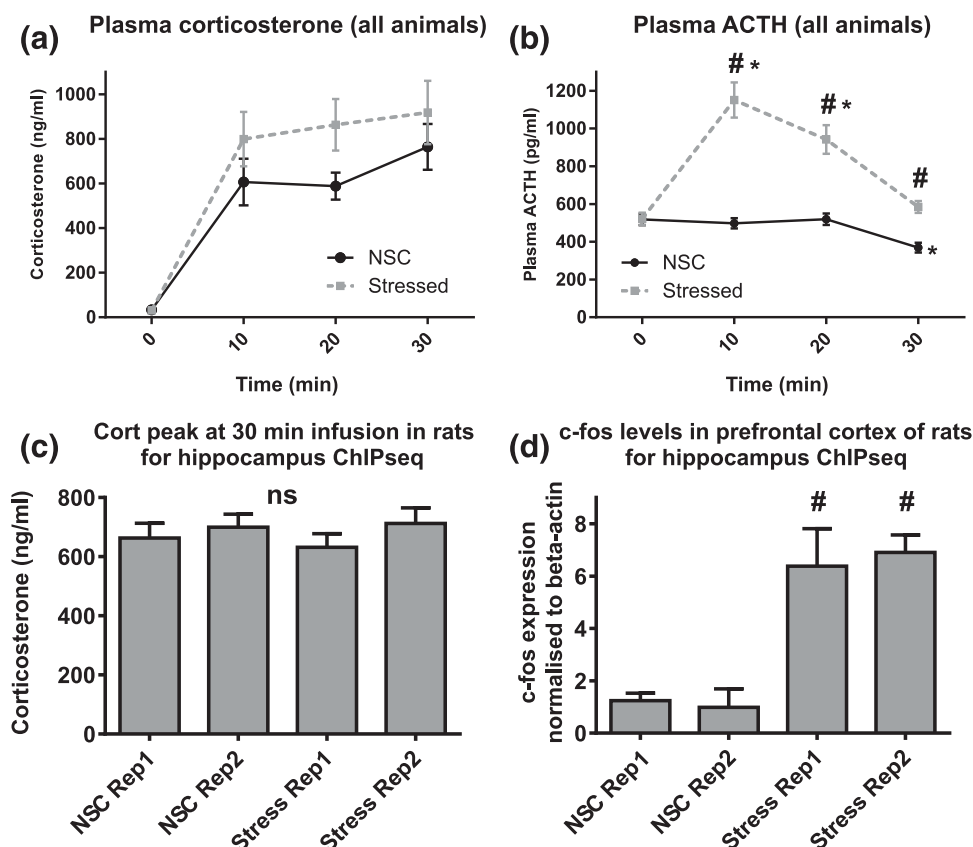 (a)
Plasma corticosterone (all animals)
Corticosterone (ng/ml)
1000
800
600
400
200
0
NSC
Stressed
0
10
20
30
Time (min)
(b)
Plasma ACTH (all animals)
Plasma ACTH (pg/ml)
1200
1000
800
600
400
200
0
# *
# *
#
*
NSC
Stressed
0
10
20
30
Time (min)
(c)
Cort peak at 30 min infusion in rats
for hippocampus ChIPseq
Corticosterone (ng/ml)
800
600
400
200
0
ns
NSC Rep1
NSC Rep2
Stress Rep1
Stress Rep2
(d)
c-fos levels in prefrontal cortex of rats
for hippocampus ChIPseq
c-fos expression
normalised to beta-actin
8
6
4
2
0
#
#
NSC Rep1
NSC Rep2
Stress Rep1
Stress Rep2